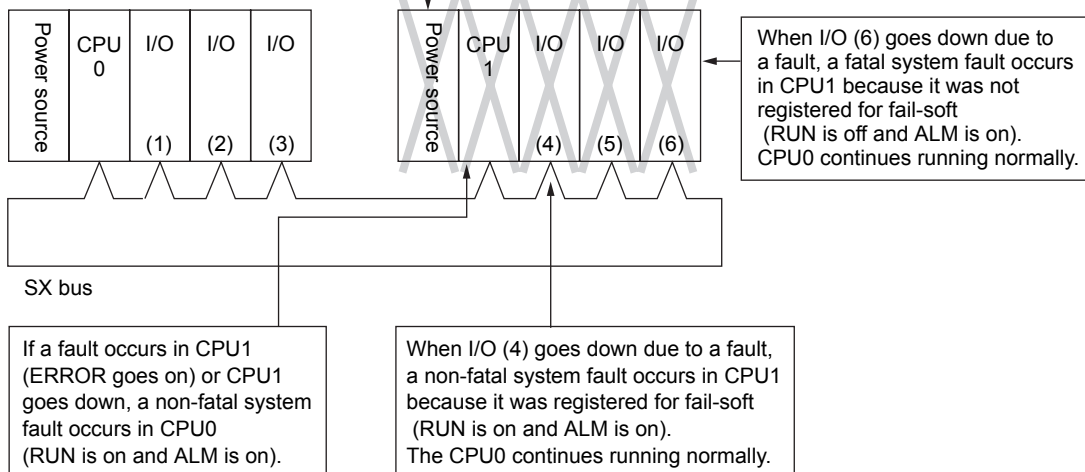 Power source
CPU
0
I/O
(1)
I/O
(2)
I/O
(3)
Power source
CPU
1
I/O
(4)
I/O
(5)
I/O
(6)
When I/O (6) goes down due to
a fault, a fatal system fault occurs
in CPU1 because it was not
registered for fail-soft
(RUN is off and ALM is on).
CPU0 continues running normally.
SX bus
If a fault occurs in CPU1
(ERROR goes on) or CPU1
goes down, a non-fatal system
fault occurs in CPU0
(RUN is on and ALM is on).
When I/O (4) goes down due to a fault,
a non-fatal system fault occurs in CPU1
because it was registered for fail-soft
(RUN is on and ALM is on).
The CPU0 continues running normally.